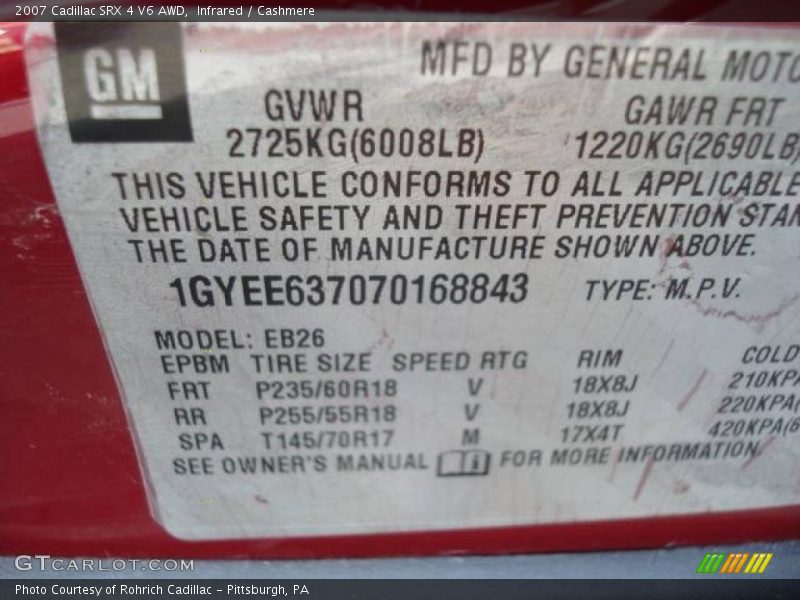 2007 Cadillac SRX 4 V6 AWD, Infrared / Cashmere
GM
MFD BY GENERAL MOTO
GVWR GAWR FRT
2725KG(6008LB) 1220KG(2690LB)
THIS VEHICLE CONFORMS TO ALL APPLICABLE
VEHICLE SAFETY AND THEFT PREVENTION STAN
THE DATE OF MANUFACTURE SHOWN ABOVE.
1GYEE637070168843 TYPE: M.P.V.
MODEL: EB26
EPBM TIRE SIZE SPEED RTG RIM COLD
FRT P235/60R18 V 18X8J 210KPA
RR P255/55R18 V 18X8J 220KPA(
SPA T145/70R17 M 17X4T 420KPA(6
SEE OWNER'S MANUAL i FOR MORE INFORMATION.
GTCARLOT.COM
Photo Courtesy of Rohrich Cadillac - Pittsburgh, PA